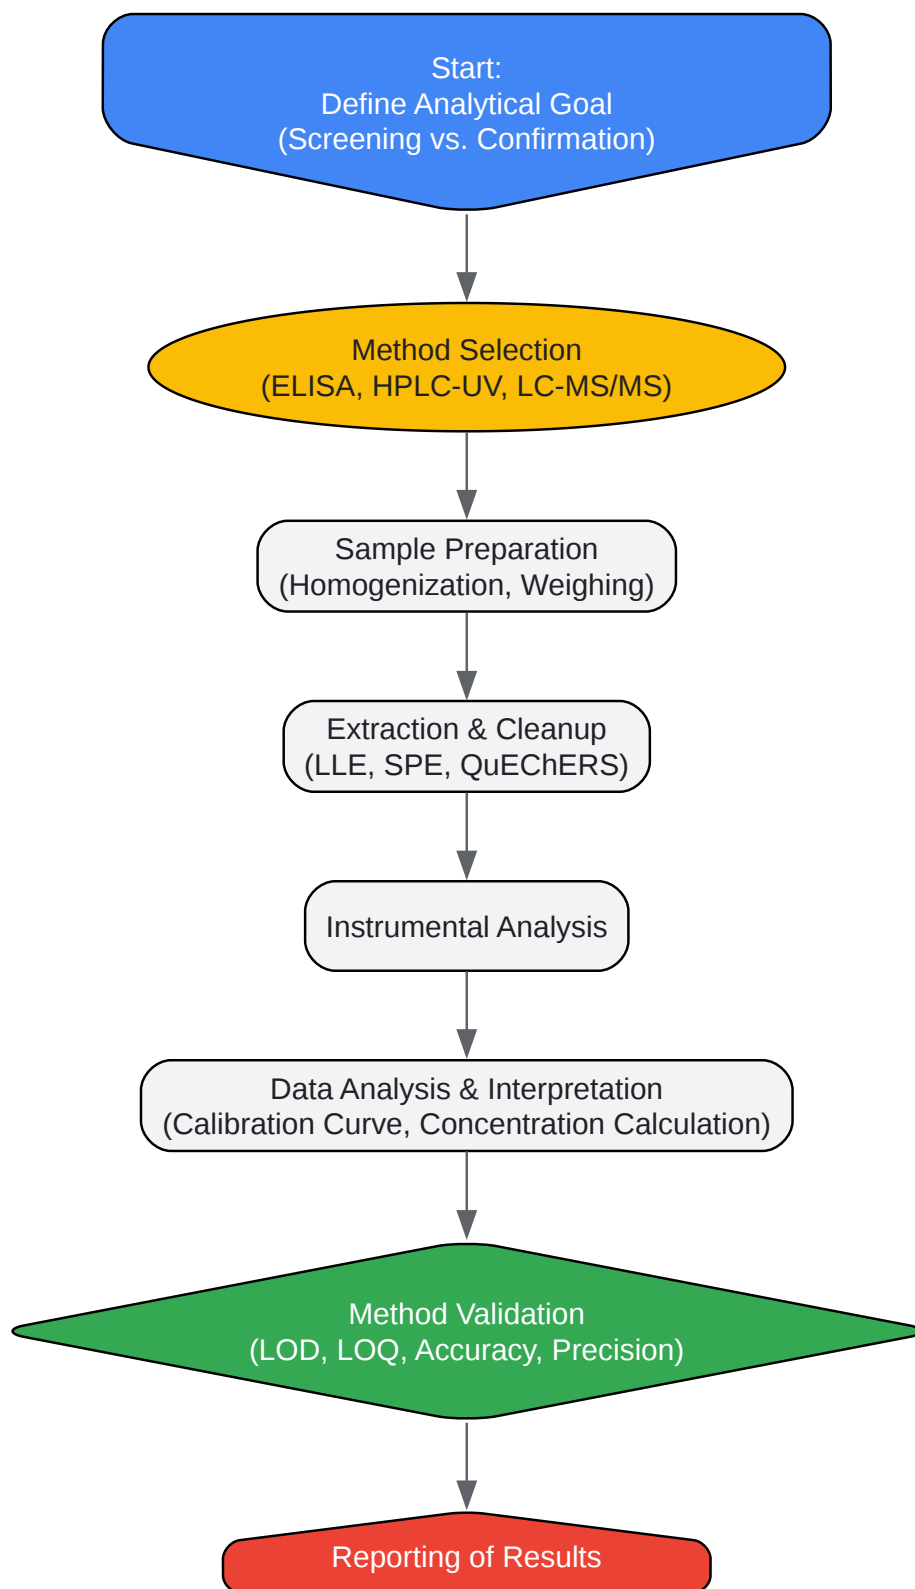 Start:
Define Analytical Goal
(Screening vs. Confirmation)
Method Selection
(ELISA, HPLC-UV, LC-MS/MS)
Sample Preparation
(Homogenization, Weighing)
Extraction & Cleanup
(LLE, SPE, QuEChERS)
Instrumental Analysis
Data Analysis & Interpretation
(Calibration Curve, Concentration Calculation)
Method Validation
(LOD, LOQ, Accuracy, Precision)
Reporting of Results